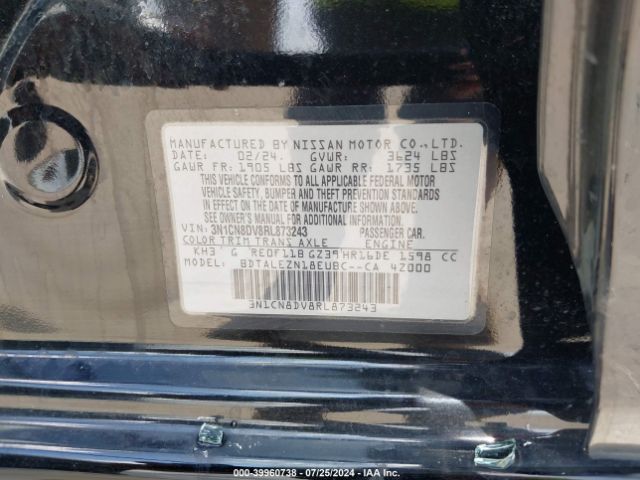 MANUFACTURED BY NISSAN MOTOR CO.,LTD.
DATE: 02/24. GVWR: 3624 LBS
GAWR FR: 1905 LBS GAWR RR: 1735 LBS
THIS VEHICLE CONFORMS TO ALL APPLICABLE FEDERAL MOTOR
VEHICLE SAFETY, BUMPER AND THEFT PREVENTION STANDARDS
IN EFFECT ON THE DATE OF MANUFACTURE SHOWN ABOVE.
SEE OWNER'S MANUAL FOR ADDITIONAL INFORMATION.
VIN: 3N1CN8DV8RL873243 PASSENGER CAR.
COLOR TRIM TRANS AXLE ENGINE
KH3 G RE0F11B GZ39 HR16DE 1598 CC
BDTALEZN18EUBC--CA 42000
3N1CN8DV8RL873243
000-39960738 - 07/25/2024 - IAA Inc.